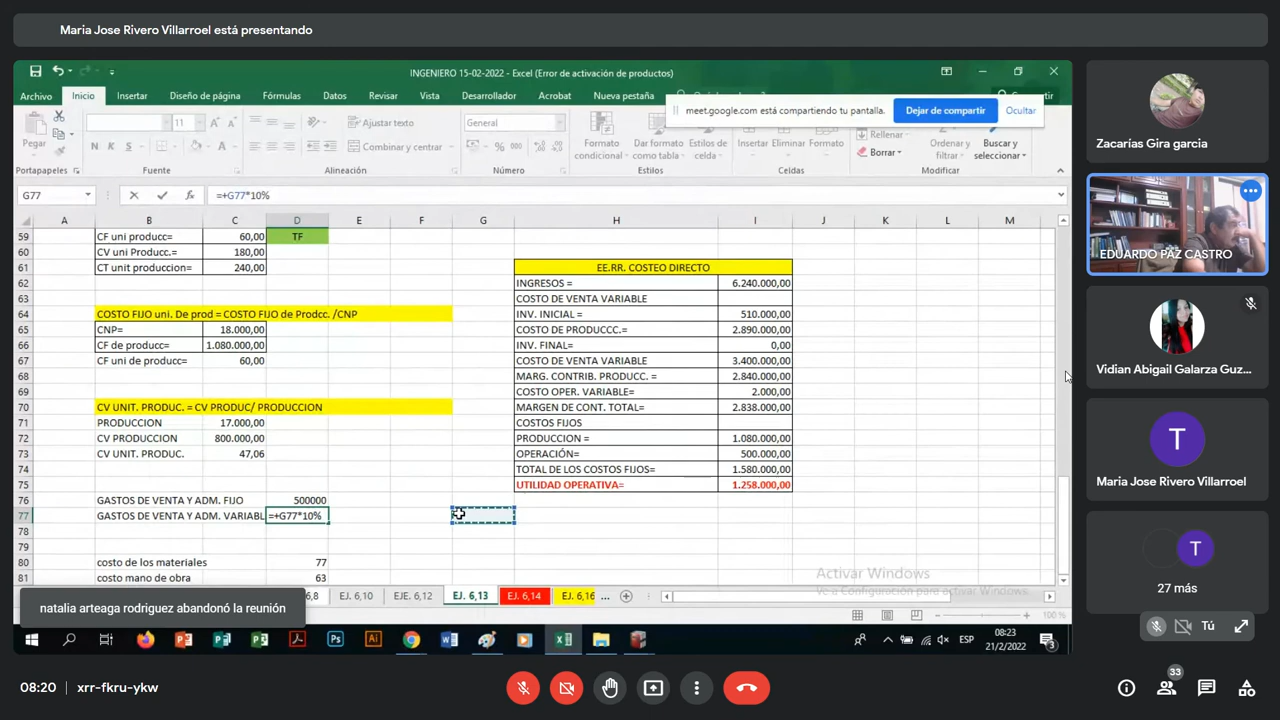 Maria Jose Rivero Villarroel está presentando
INGENIERO 15-02-2022 - Excel (Error de activación de productos)
Archivo Inicio Insertar Diseño de página Fórmulas Datos Revisar Vista Desarrollador Acrobat Nueva pestaña
meet.google.com está compartiendo tu pantalla. Dejar de compartir Ocultar
Pegar 11 Ajustar texto General Formato condicional Dar formato como tabla Estilos de celda Insertar Eliminar Formato Rellenar Ordenar y filtrar Buscar y seleccionar
N K S Combinar y centrar % 000 Borrar
Portapapeles Fuente Alineación Número Estilos Celdas Modificar
G77 fx =+G77*10%
A B C D E F G H I J K L M
59 CF uni producc= 60,00 TF
60 CV uni Producc.= 180,00
61 CT unit produccion= 240,00 EE.RR. COSTEO DIRECTO
62 INGRESOS = 6.240.000,00
63 COSTO DE VENTA VARIABLE
64 COSTO FIJO uni. De prod = COSTO FIJO de Prodcc. /CNP INV. INICIAL = 510.000,00
65 CNP= 18.000,00 COSTO DE PRODUCCC.= 2.890.000,00
66 CF de producc= 1.080.000,00 INV. FINAL= 0,00
67 CF uni de producc= 60,00 COSTO DE VENTA VARIABLE 3.400.000,00
68 MARG. CONTRIB. PRODUCC. = 2.840.000,00
69 COSTO OPER. VARIABLE= 2.000,00
70 CV UNIT. PRODUC. = CV PRODUC/ PRODUCCION MARGEN DE CONT. TOTAL= 2.838.000,00
71 PRODUCCION 17.000,00 COSTOS FIJOS
72 CV PRODUCCION 800.000,00 PRODUCCION = 1.080.000,00
73 CV UNIT. PRODUC. 47,06 OPERACIÓN= 500.000,00
74 TOTAL DE LOS COSTOS FIJOS= 1.580.000,00
75 UTILIDAD OPERATIVA= 1.258.000,00
76 GASTOS DE VENTA Y ADM. FIJO 500000
77 GASTOS DE VENTA Y ADM. VARIABL =+G77*10%
78
79
80 costo de los materiales 77
81 costo mano de obra 63
Activar Windows
Ve a Configuración para activar Windows.
6,8 EJ. 6,10 EJE. 6,12 EJ. 6,13 EJ. 6,14 EJ. 6,16 ...
100 %
natalia arteaga rodriguez abandonó la reunión
ESP 08:23
21/2/2022 3
Zacarías Gira garcia
EDUARDO PAZ CASTRO
Vidian Abigail Galarza Guz...
T
Maria Jose Rivero Villarroel
T
27 más
Tú
08:20 | xrr-fkru-ykw
33